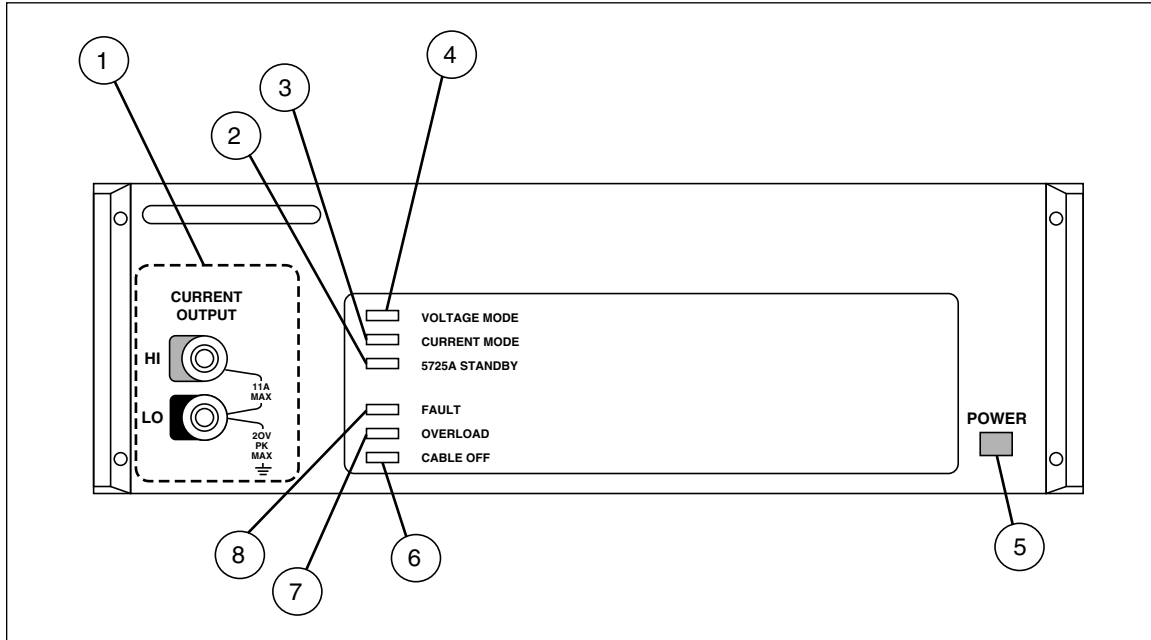 1
4
3
2
CURRENT
OUTPUT
HI
11A
MAX
LO
20V
PK
MAX
VOLTAGE MODE
CURRENT MODE
5725A STANDBY
FAULT
OVERLOAD
CABLE OFF
POWER
8
7
6
5